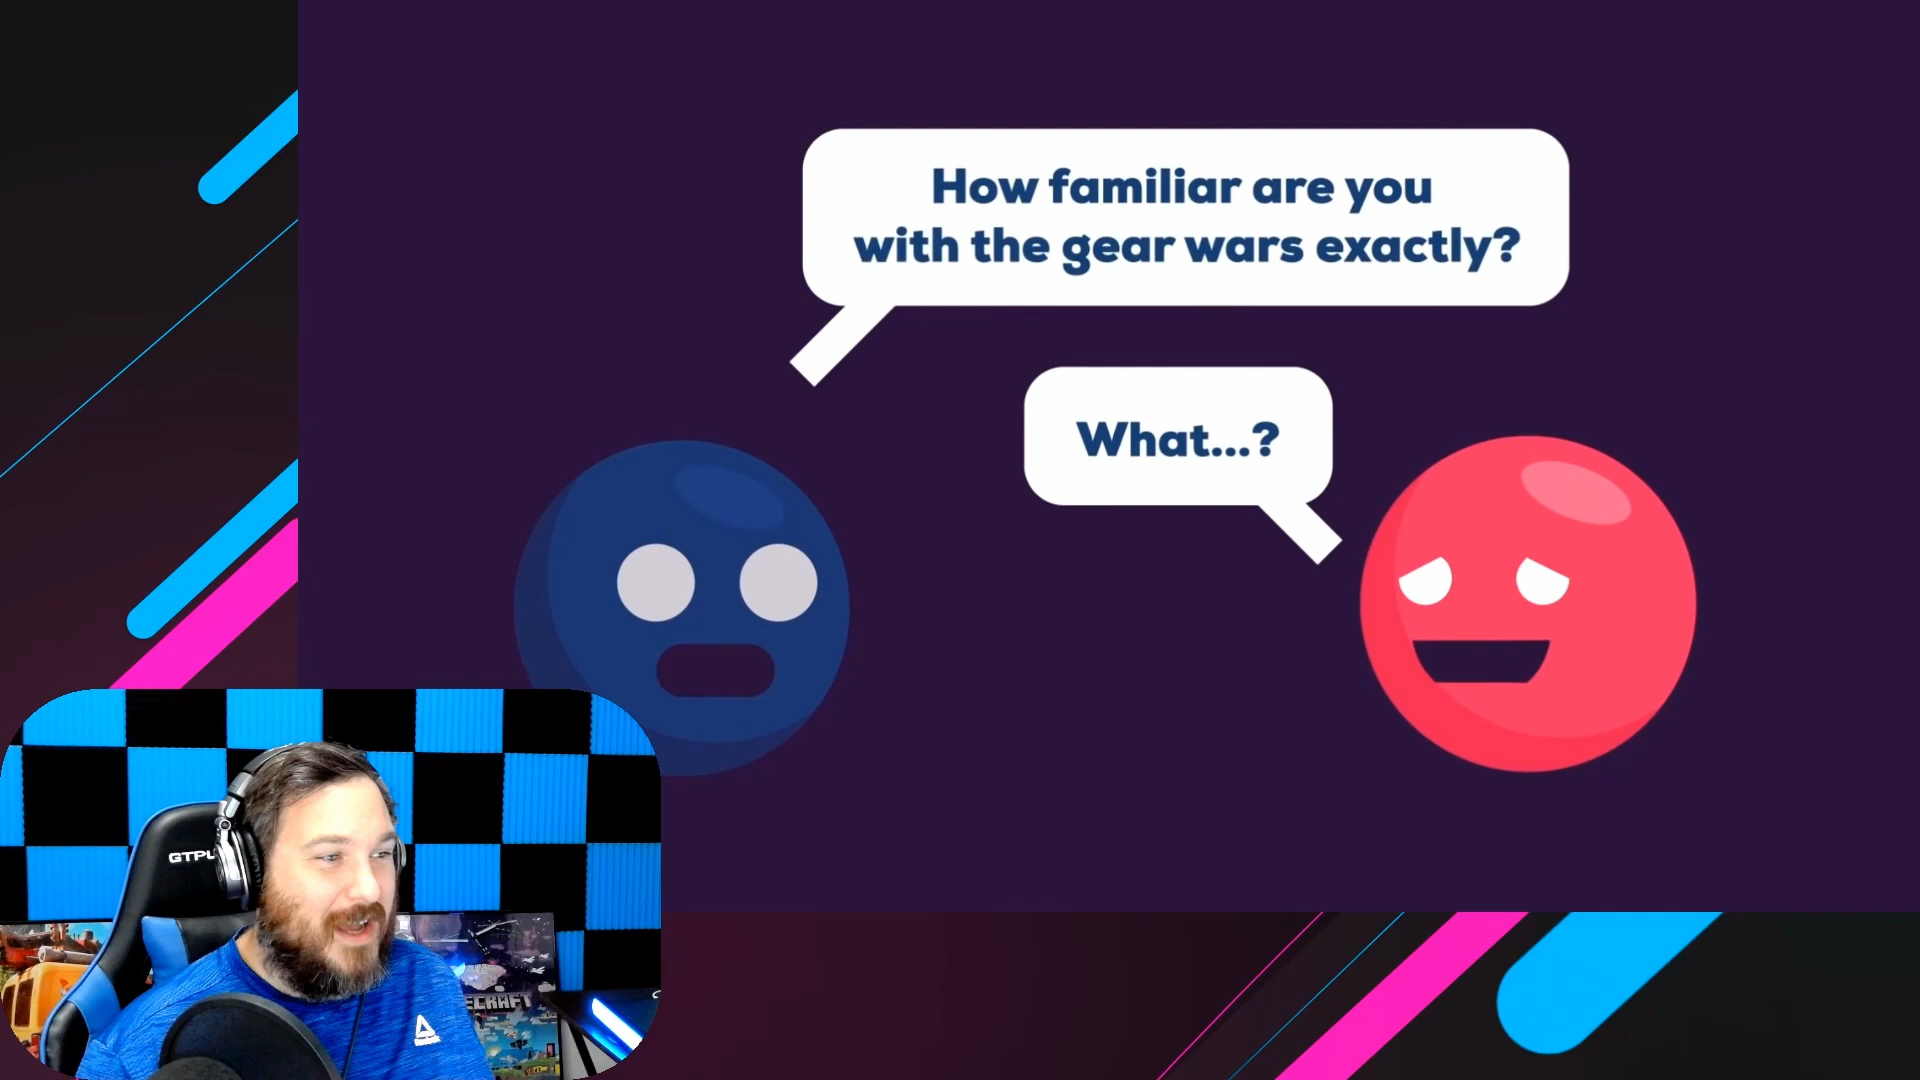 How familiar are you
with the gear wars exactly?
What...?
GTPL
ECRAFT